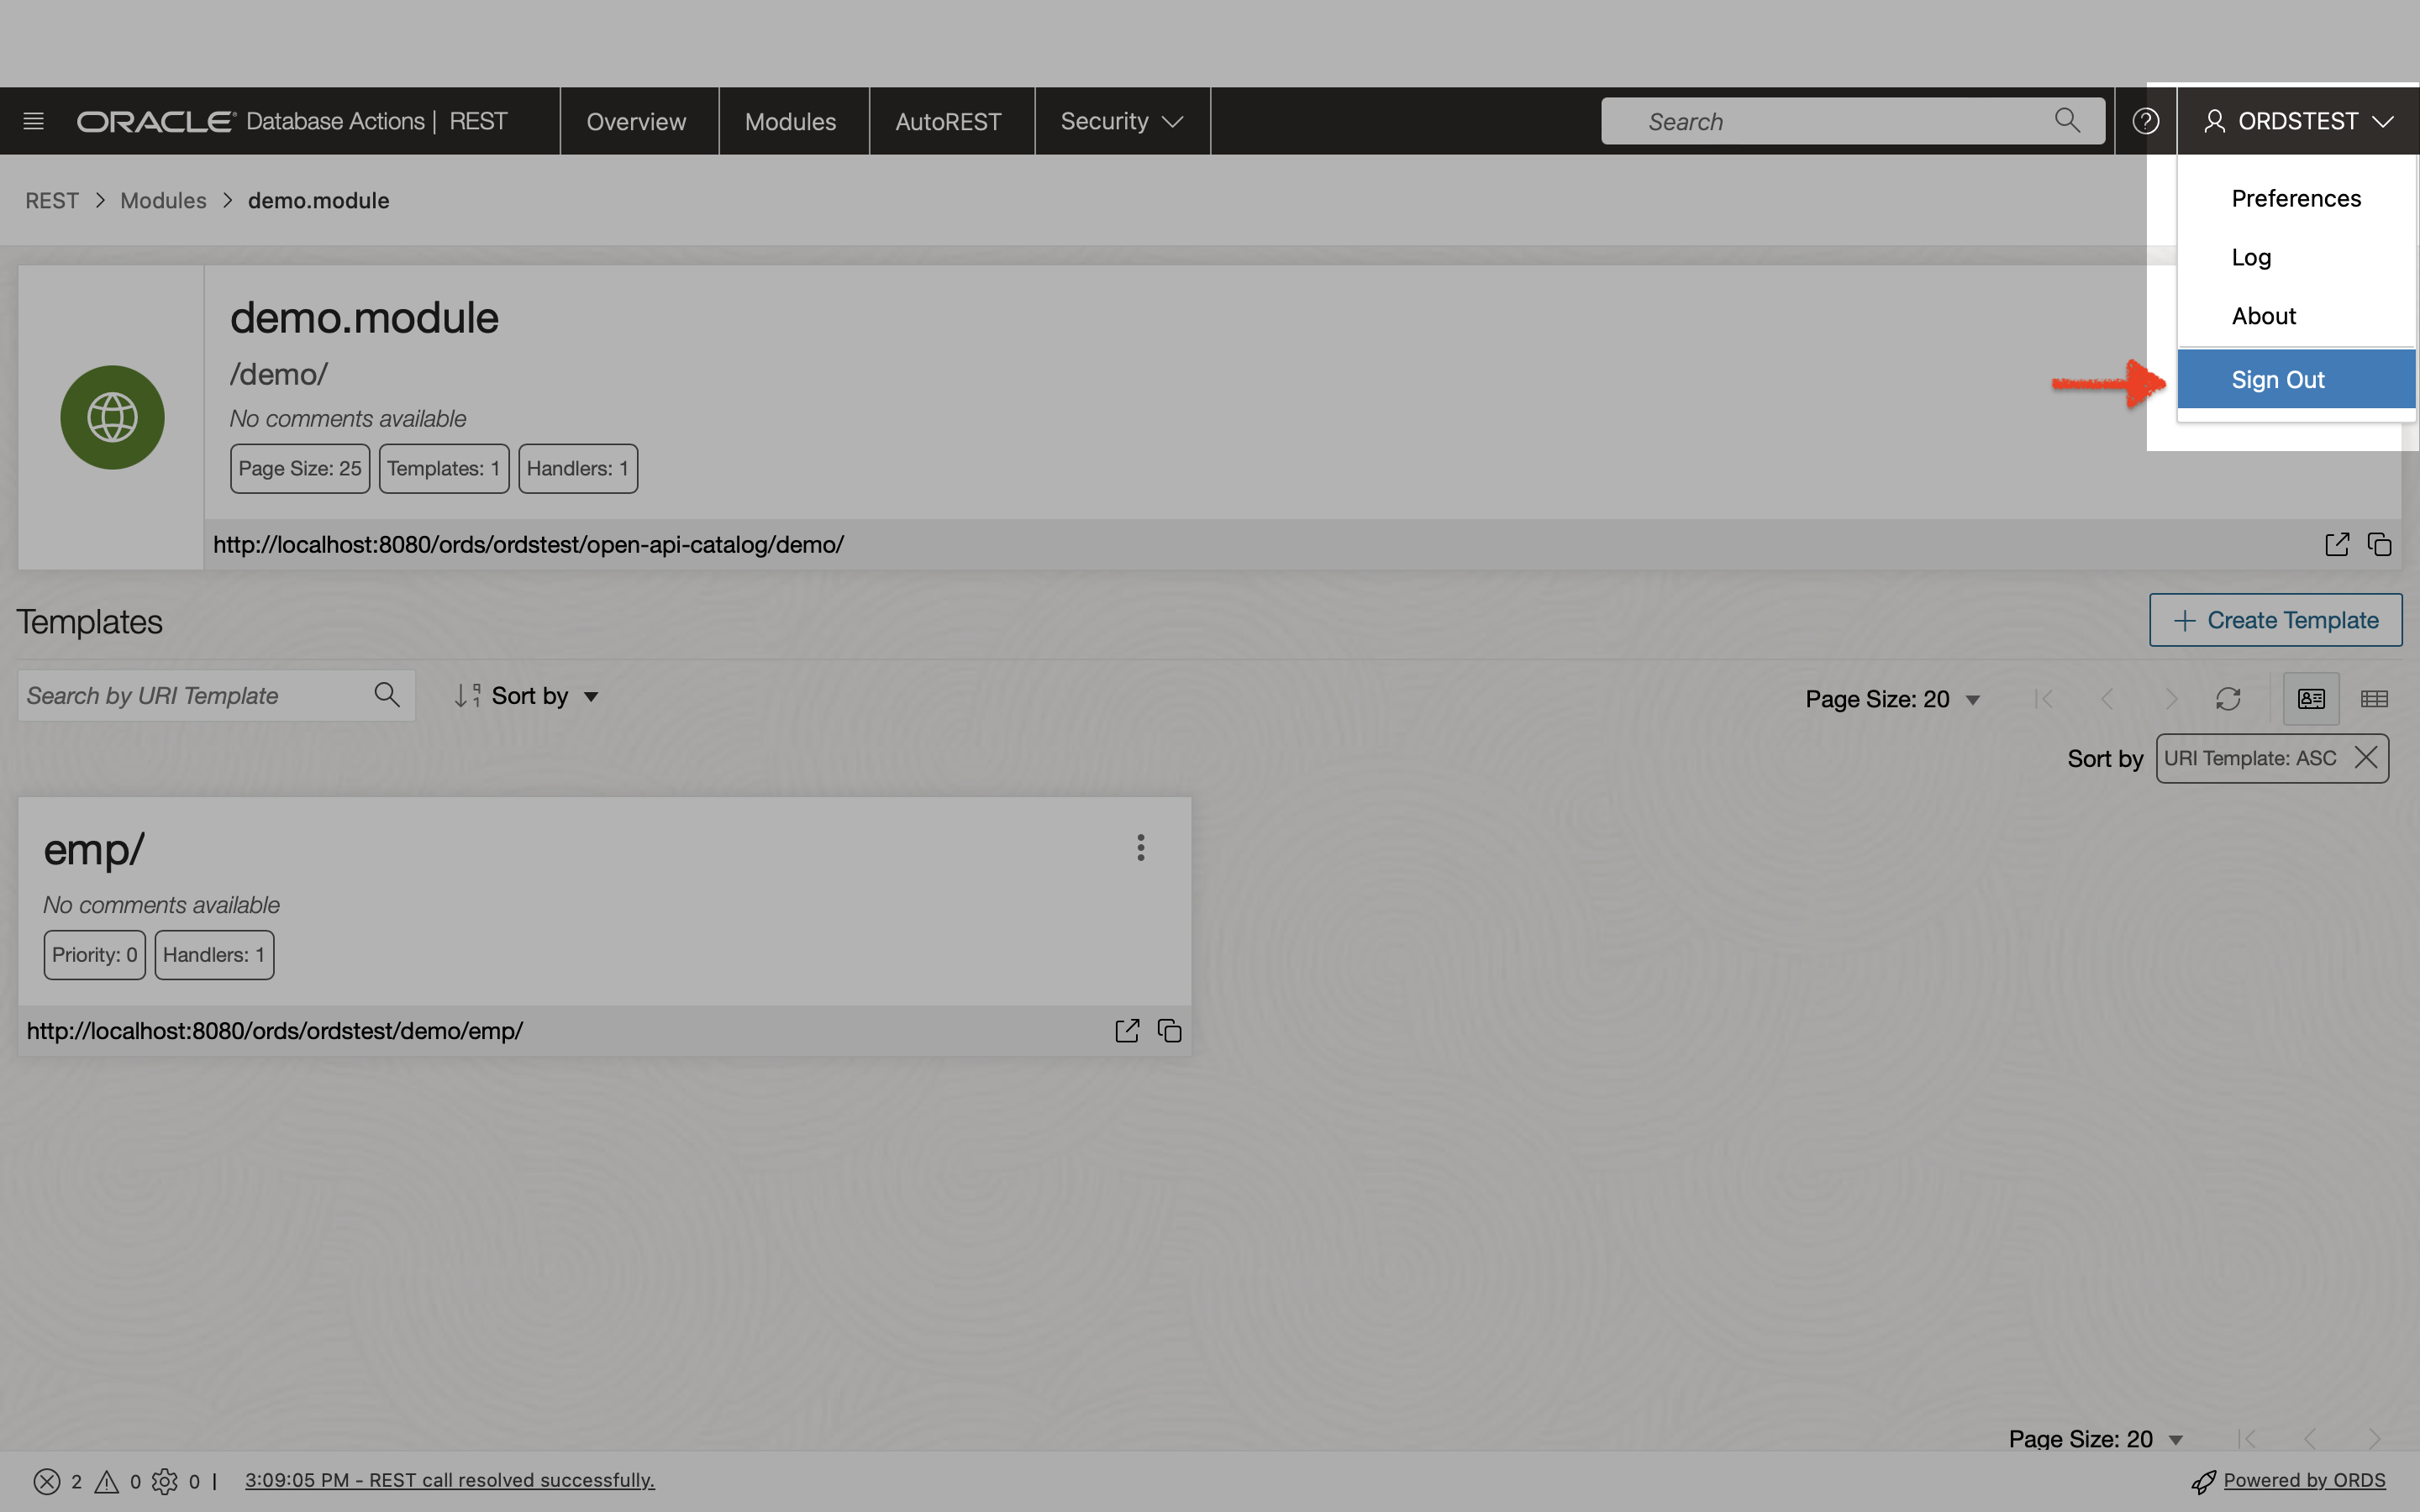 ORACLE Database Actions | REST
Overview
Modules
AutoREST
Security
Search
ORDSTEST
REST > Modules > demo.module
Preferences
Log
About
Sign Out
demo.module
/demo/
No comments available
Page Size: 25
Templates: 1
Handlers: 1
http://localhost:8080/ords/ordstest/open-api-catalog/demo/
Templates
+ Create Template
Search by URI Template
Sort by
Page Size: 20
Sort by
URI Template: ASC
emp/
No comments available
Priority: 0
Handlers: 1
http://localhost:8080/ords/ordstest/demo/emp/
Page Size: 20
2 0 0 | 3:09:05 PM - REST call resolved successfully.
Powered by ORDS